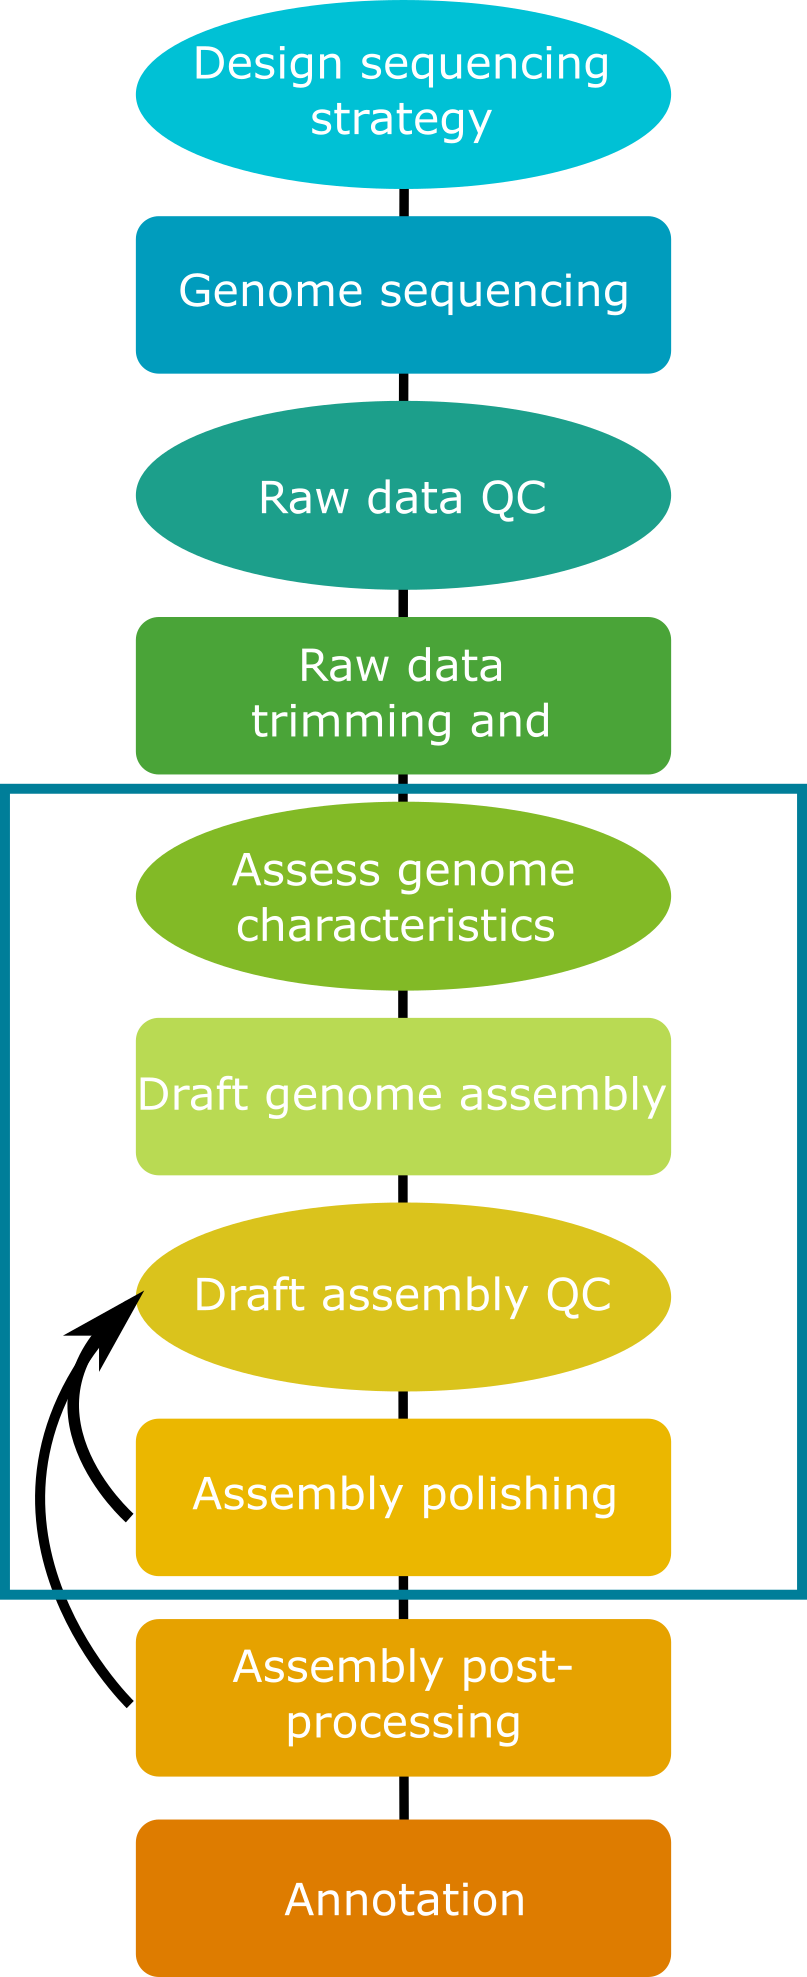 Design sequencing
strategy
Genome sequencing
Raw data QC
Raw data
trimming and
Assess genome
characteristics
Draft genome assembly
Draft assembly QC
Assembly polishing
Assembly post-
processing
Annotation